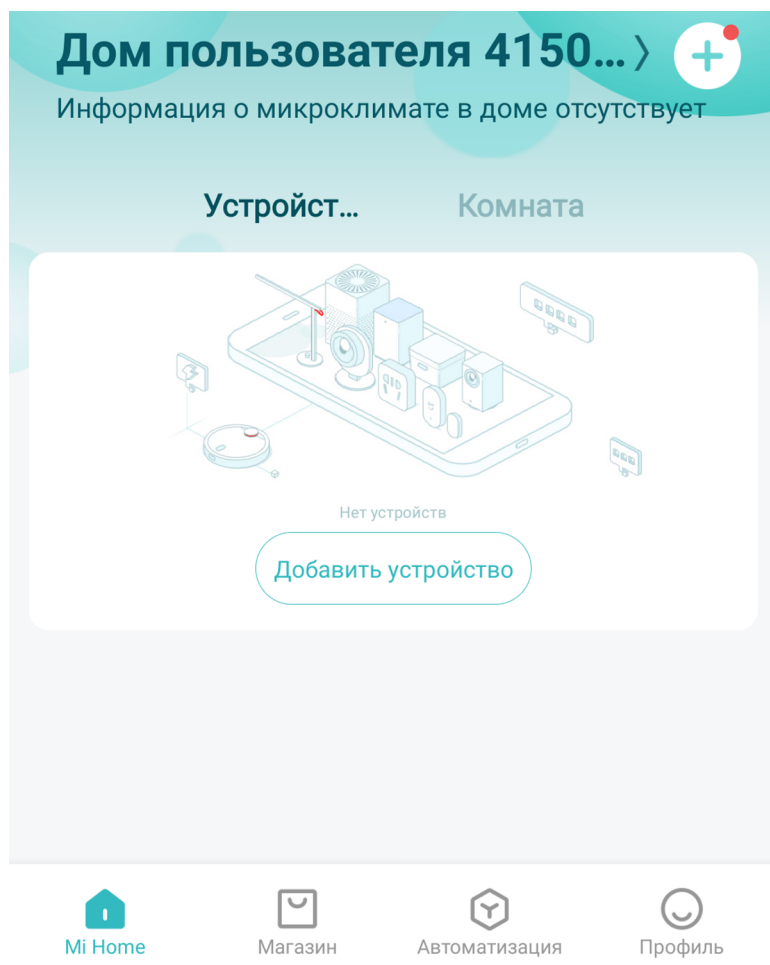 Дом пользователя 4150...
Информация о микроклимате в доме отсутствует
Устройст... Комната
Нет устройств
Добавить устройство
Mi Home Магазин Автоматизация Профиль